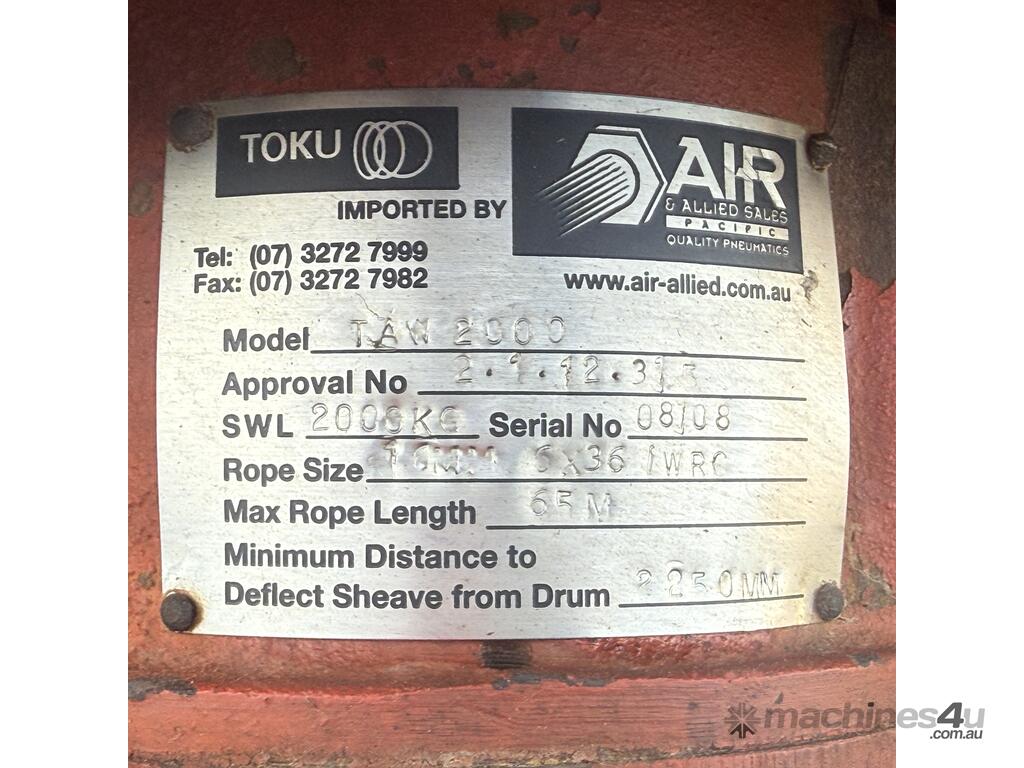 TOKU
AIR
& ALLIED SALES
PACIFIC
QUALITY PNEUMATICS
IMPORTED BY
Tel: (07) 3272 7999
Fax: (07) 3272 7982
www.air-allied.com.au
Model TAW 2000
Approval No
SWL 2000KG Serial No 08/08
Rope Size 6X36 IWRC
Max Rope Length 65M
Minimum Distance to
Deflect Sheave from Drum 2250MM
machines4u
.com.au